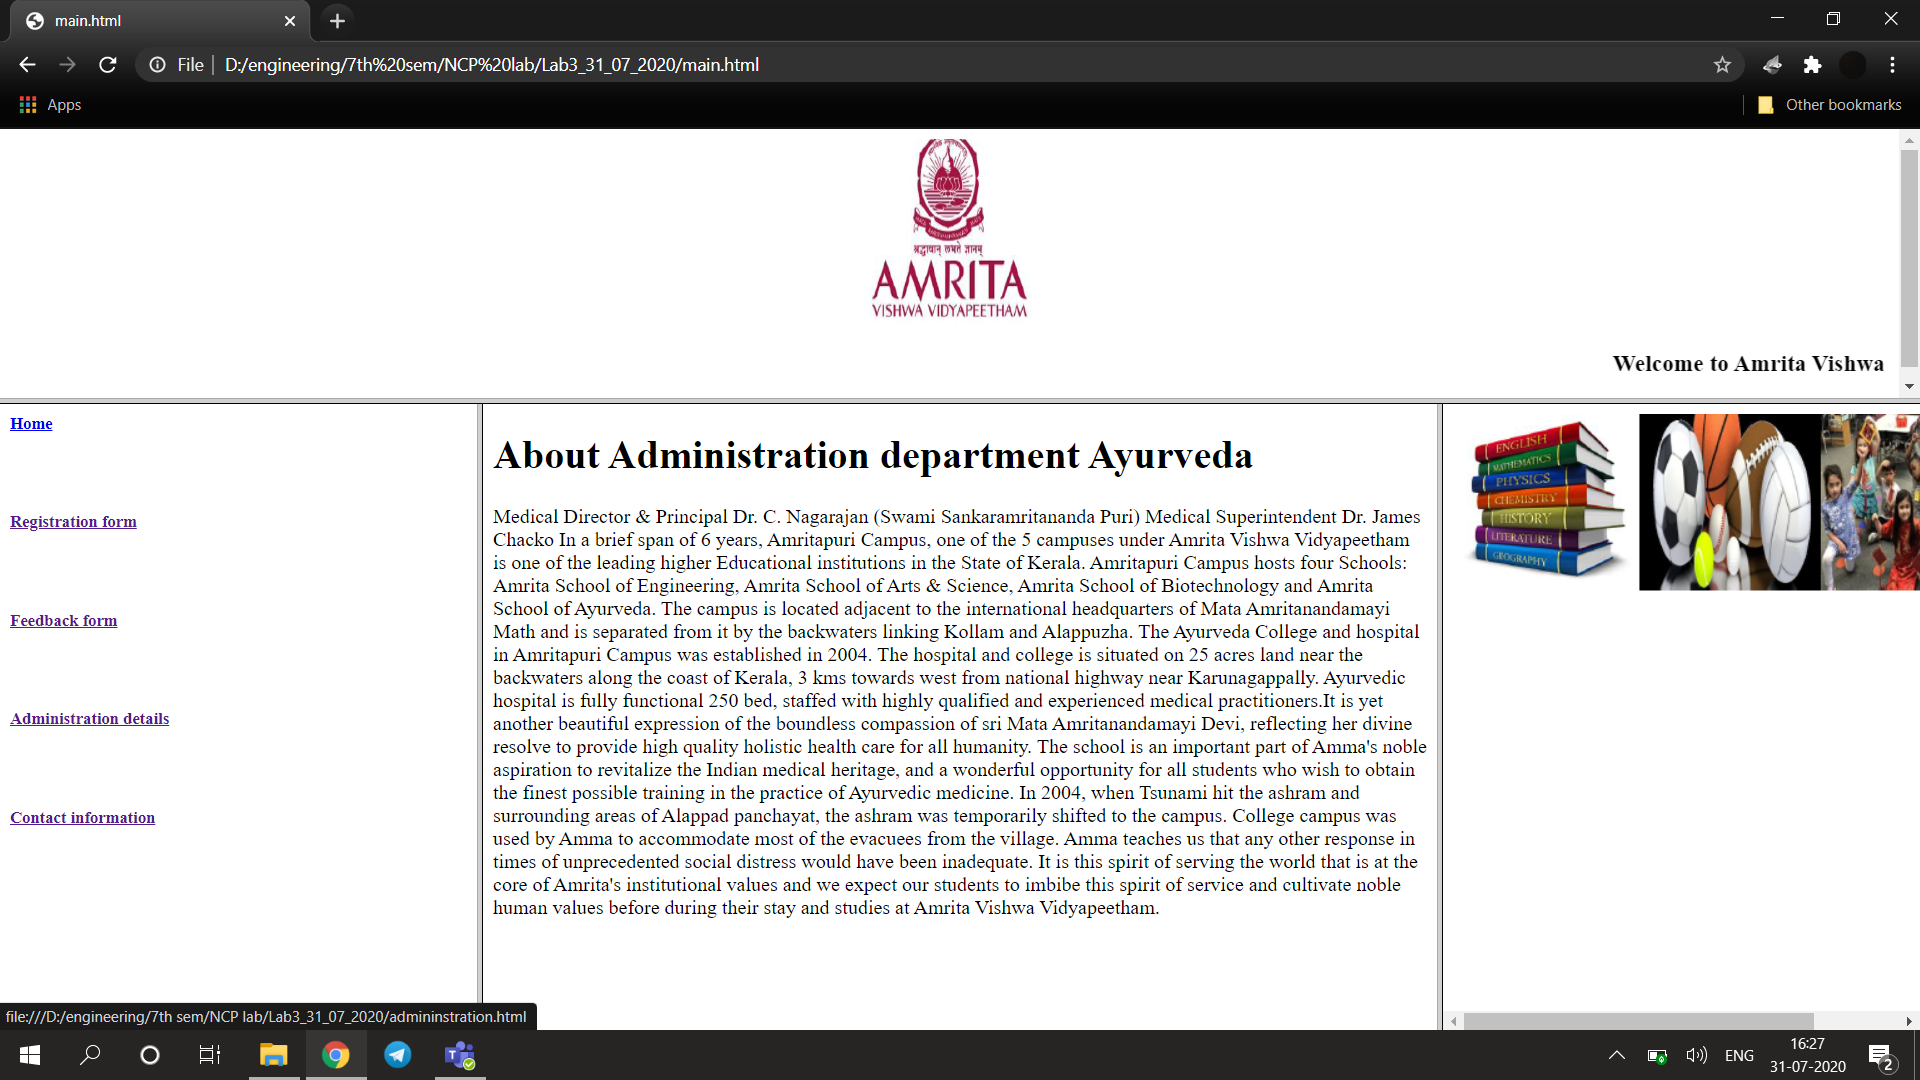 main.html
File
D:/engineering/7th%20sem/NCP%20lab/Lab3_31_07_2020/main.html
Apps
Other bookmarks
श्रद्धावान् लभते ज्ञानम्
AMRITA
VISHWA VIDYAPEETHAM
Welcome to Amrita Vishwa
Home
Registration form
Feedback form
Administration details
Contact information
About Administration department Ayurveda
Medical Director & Principal Dr. C. Nagarajan (Swami Sankaramritananda Puri) Medical Superintendent Dr. James
Chacko In a brief span of 6 years, Amritapuri Campus, one of the 5 campuses under Amrita Vishwa Vidyapeetham
is one of the leading higher Educational institutions in the State of Kerala. Amritapuri Campus hosts four Schools:
Amrita School of Engineering, Amrita School of Arts & Science, Amrita School of Biotechnology and Amrita
School of Ayurveda. The campus is located adjacent to the international headquarters of Mata Amritanandamayi
Math and is separated from it by the backwaters linking Kollam and Alappuzha. The Ayurveda College and hospital
in Amritapuri Campus was established in 2004. The hospital and college is situated on 25 acres land near the
backwaters along the coast of Kerala, 3 kms towards west from national highway near Karunagappally. Ayurvedic
hospital is fully functional 250 bed, staffed with highly qualified and experienced medical practitioners.It is yet
another beautiful expression of the boundless compassion of sri Mata Amritanandamayi Devi, reflecting her divine
resolve to provide high quality holistic health care for all humanity. The school is an important part of Amma's noble
aspiration to revitalize the Indian medical heritage, and a wonderful opportunity for all students who wish to obtain
the finest possible training in the practice of Ayurvedic medicine. In 2004, when Tsunami hit the ashram and
surrounding areas of Alappad panchayat, the ashram was temporarily shifted to the campus. College campus was
used by Amma to accommodate most of the evacuees from the village. Amma teaches us that any other response in
times of unprecedented social distress would have been inadequate. It is this spirit of serving the world that is at the
core of Amrita's institutional values and we expect our students to imbibe this spirit of service and cultivate noble
human values before during their stay and studies at Amrita Vishwa Vidyapeetham.
ENGLISH
MATHEMATICS
PHYSICS
CHEMISTRY
HISTORY
LITERATURE
GEOGRAPHY
file:///D:/engineering/7th sem/NCP lab/Lab3_31_07_2020/admininstration.html
ENG
16:27
31-07-2020
2